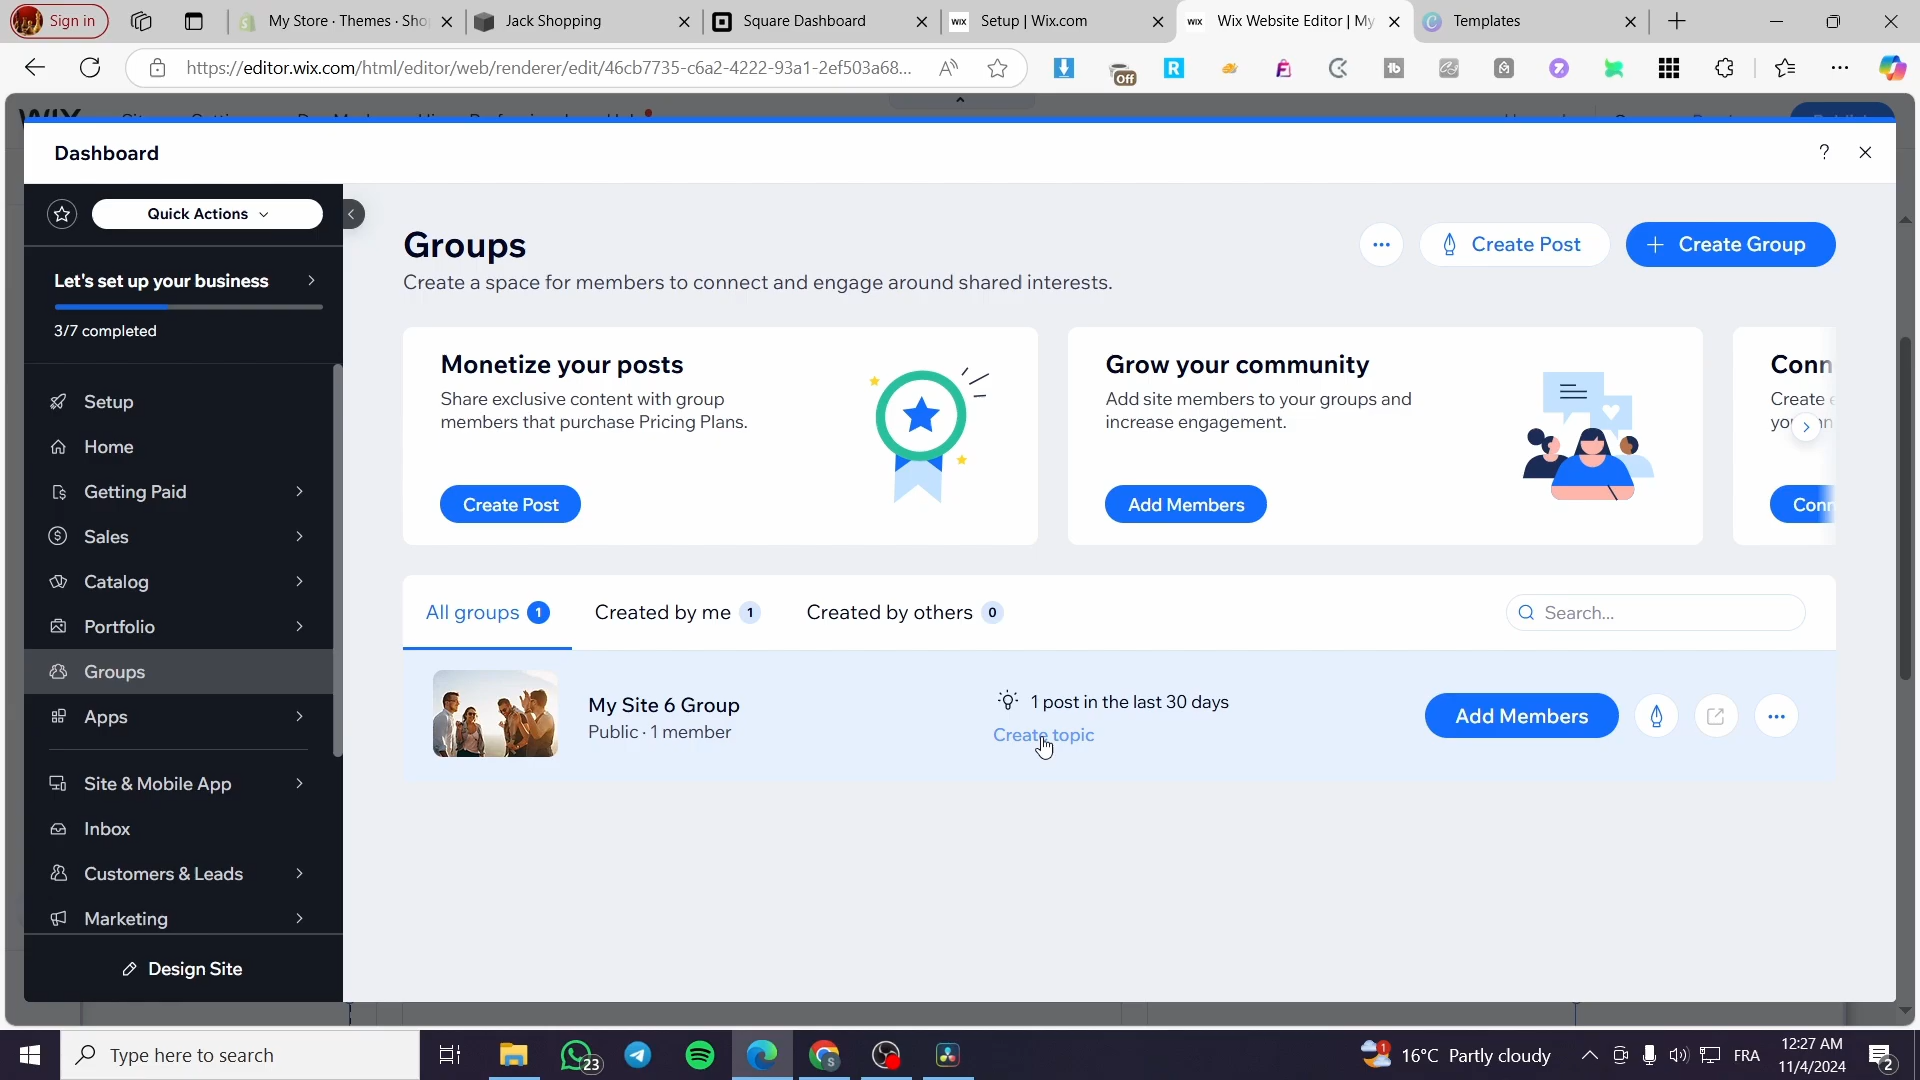 Sign in
My Store · Themes · Sho
Jack Shopping
Square Dashboard
Setup | Wix.com
Wix Website Editor | My
Templates
https://editor.wix.com/html/editor/web/renderer/edit/46cb7735-c6a2-4222-93a1-2ef503a68...
Off
Dashboard
?
Quick Actions
Let's set up your business
3/7 completed
Setup
Home
Getting Paid
Sales
Catalog
Portfolio
Groups
Apps
Site & Mobile App
Inbox
Customers & Leads
Marketing
Design Site
Groups
Create a space for members to connect and engage around shared interests.
Create Post
+ Create Group
Monetize your posts
Share exclusive content with group
members that purchase Pricing Plans.
Create Post
Grow your community
Add site members to your groups and
increase engagement.
Add Members
Conn
Create
Conn
All groups 1
Created by me 1
Created by others 0
Search...
My Site 6 Group
Public · 1 member
1 post in the last 30 days
Create topic
Add Members
Type here to search
23
1
16°C Partly cloudy
FRA
12:27 AM
11/4/2024
2